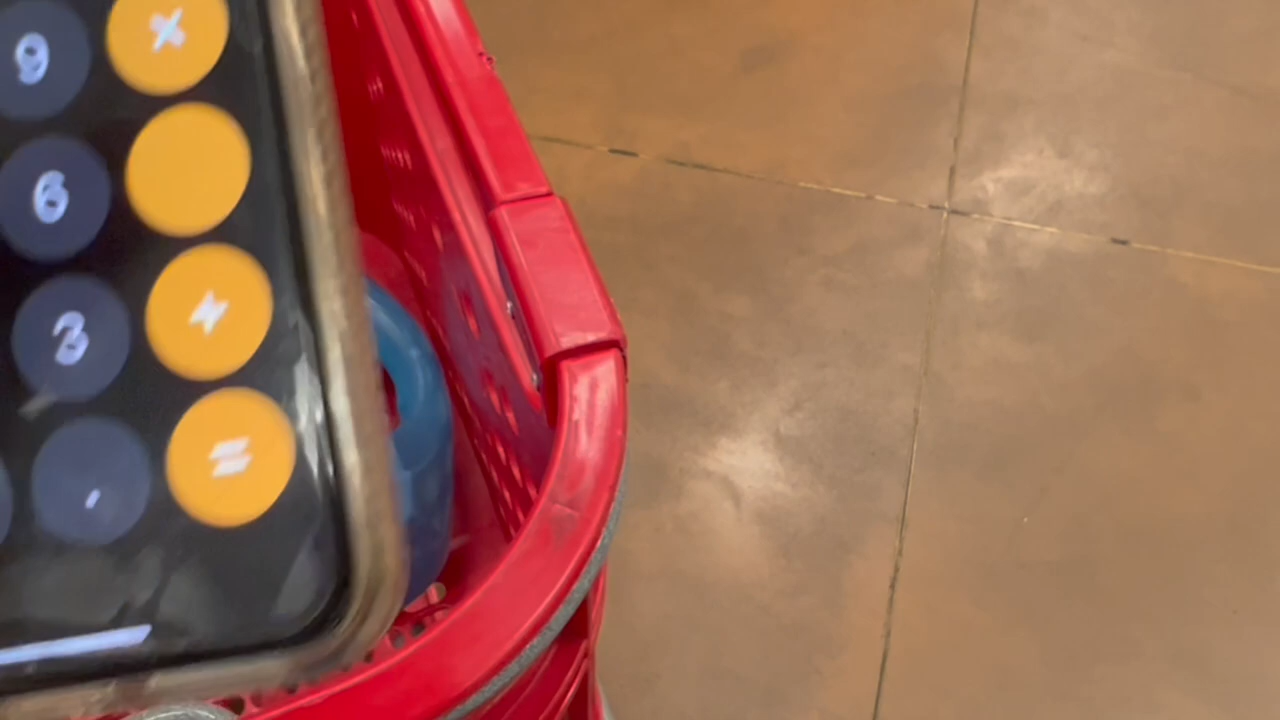 9 ×
6
3 +
, =